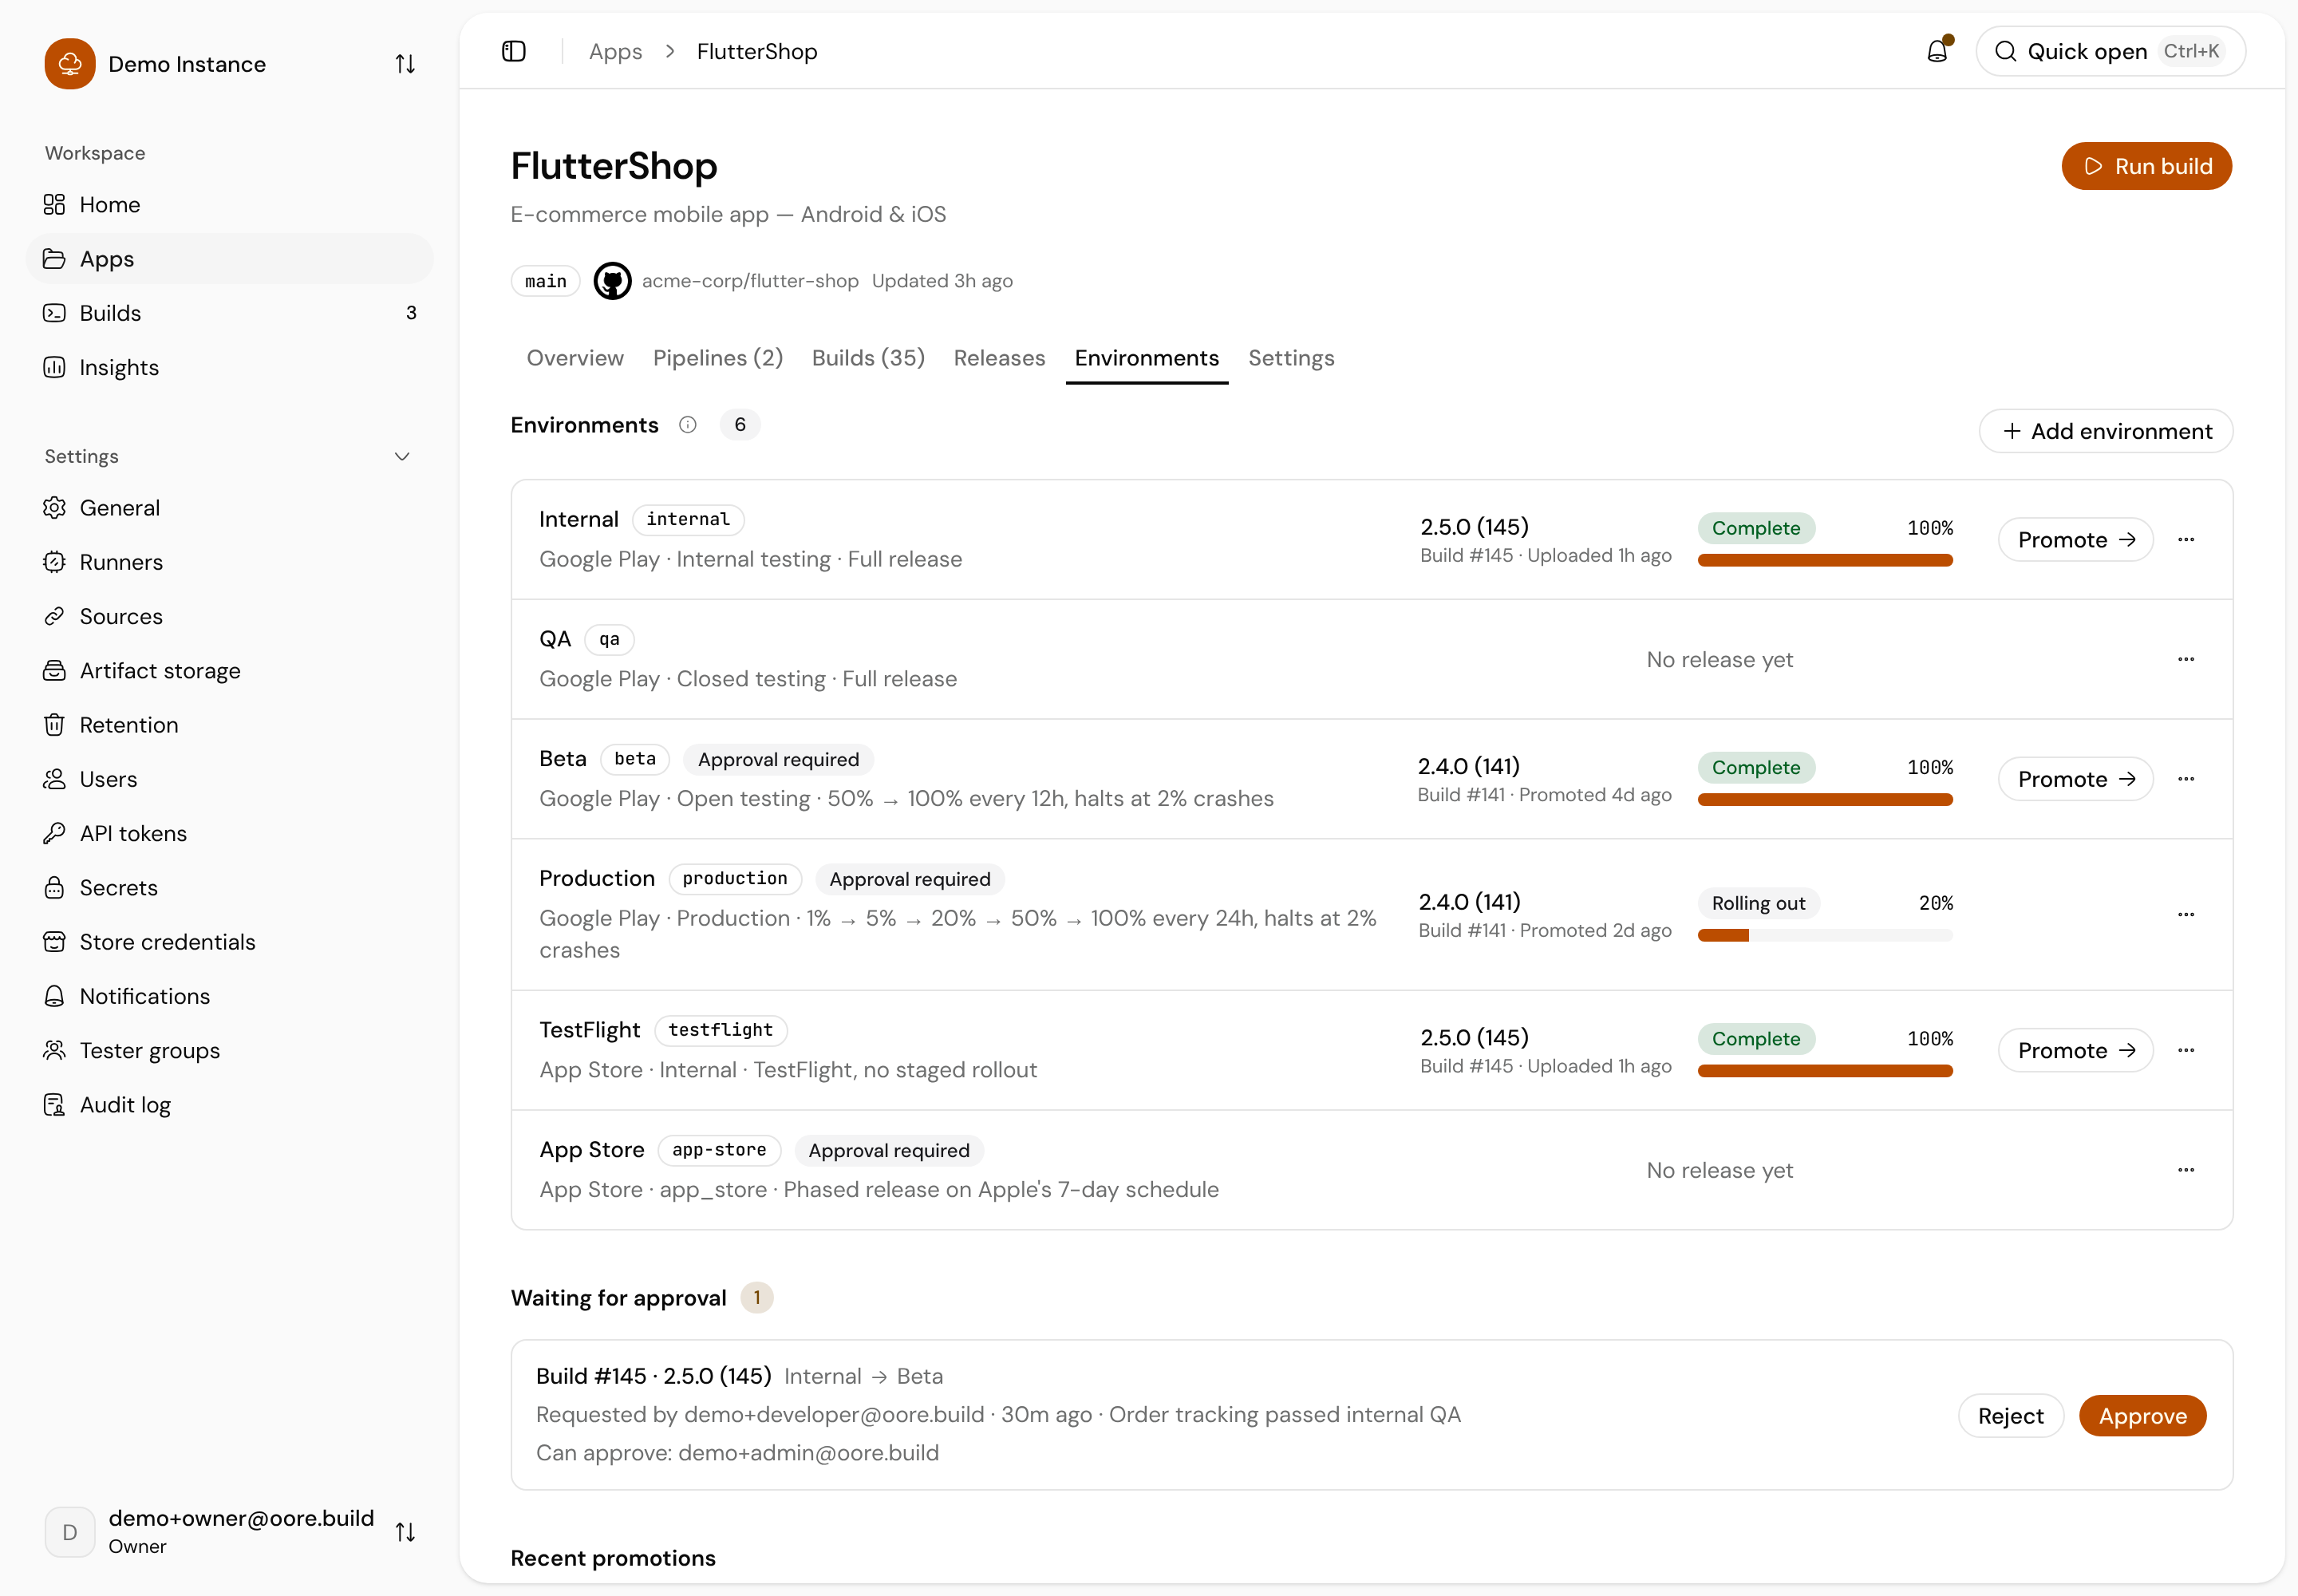 Demo Instance
Workspace
Home
Apps
Builds 3
Insights
Settings
General
Runners
Sources
Artifact storage
Retention
Users
API tokens
Secrets
Store credentials
Notifications
Tester groups
Audit log
D
demo+owner@oore.build
Owner
Apps > FlutterShop
Quick open Ctrl+K
FlutterShop
Run build
E-commerce mobile app — Android & iOS
main acme-corp/flutter-shop Updated 3h ago
Overview Pipelines (2) Builds (35) Releases Environments Settings
Environments 6
+ Add environment
Internal internal
Google Play · Internal testing · Full release
2.5.0 (145)
Build #145 · Uploaded 1h ago
Complete 100%
Promote →
QA qa
Google Play · Closed testing · Full release
No release yet
Beta beta Approval required
Google Play · Open testing · 50% → 100% every 12h, halts at 2% crashes
2.4.0 (141)
Build #141 · Promoted 4d ago
Complete 100%
Promote →
Production production Approval required
Google Play · Production · 1% → 5% → 20% → 50% → 100% every 24h, halts at 2%
crashes
2.4.0 (141)
Build #141 · Promoted 2d ago
Rolling out 20%
TestFlight testflight
App Store · Internal · TestFlight, no staged rollout
2.5.0 (145)
Build #145 · Uploaded 1h ago
Complete 100%
Promote →
App Store app-store Approval required
App Store · app_store · Phased release on Apple's 7-day schedule
No release yet
Waiting for approval 1
Build #145 · 2.5.0 (145) Internal → Beta
Requested by demo+developer@oore.build · 30m ago · Order tracking passed internal QA
Can approve: demo+admin@oore.build
Reject Approve
Recent promotions